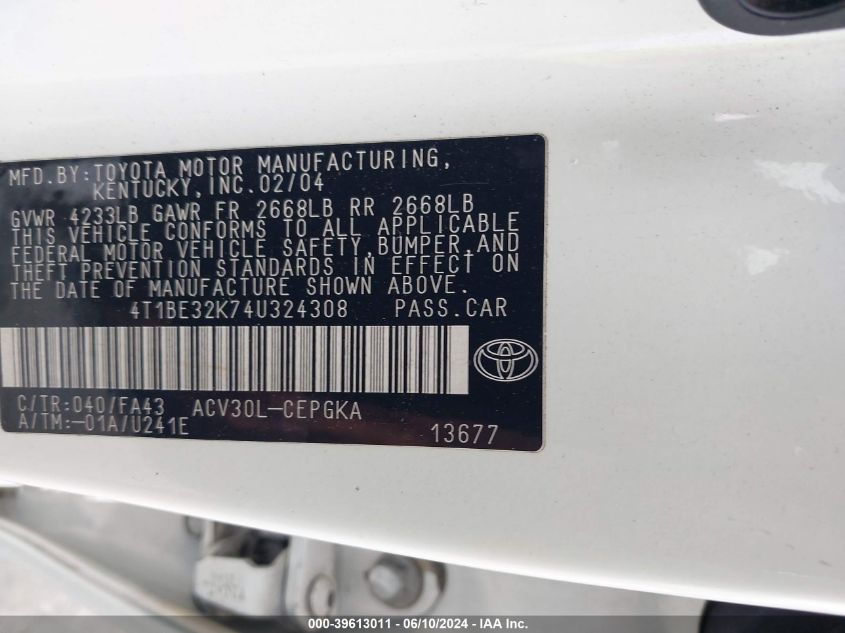 MFD.BY:TOYOTA MOTOR MANUFACTURING,
KENTUCKY,INC.02/04
GVWR 4233LB GAWR FR 2668LB RR 2668LB
THIS VEHICLE CONFORMS TO ALL APPLICABLE
FEDERAL MOTOR VEHICLE SAFETY,BUMPER,AND
THEFT PREVENTION STANDARDS IN EFFECT ON
THE DATE OF MANUFACTURE SHOWN ABOVE.
4T1BE32K74U324308 PASS.CAR
C/TR:040/FA43 ACV30L-CEPGKA
A/TM:-01A/U241E 13677
000-39613011 - 06/10/2024 - IAA Inc.